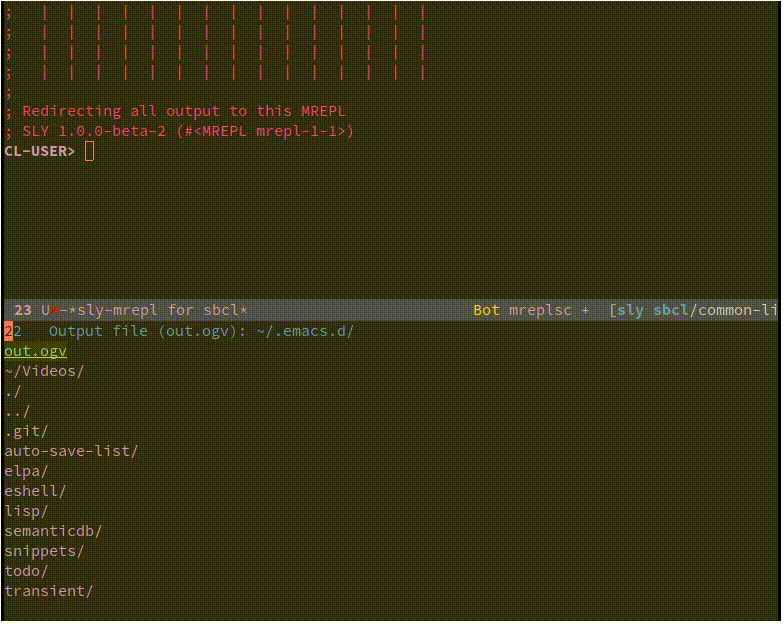 ;   |  |  |  |  |  |  |  |  |  |  |  |  |  |  |
;   |  |  |  |  |  |  |  |  |  |  |  |  |  |  |
;   |  |  |  |  |  |  |  |  |  |  |  |  |  |  |
;   |  |  |  |  |  |  |  |  |  |  |  |  |  |  |
;
; Redirecting all output to this MREPL
; SLY 1.0.0-beta-2 (#<MREPL mrepl-1-1>)
CL-USER>
23 U*-*sly-mrepl for sbcl* Bot mreplsc + [sly sbcl/common-li
22 Output file (out.ogv): ~/.emacs.d/
out.ogv
~/Videos/
./
../
.git/
auto-save-list/
elpa/
eshell/
lisp/
semanticdb/
snippets/
todo/
transient/